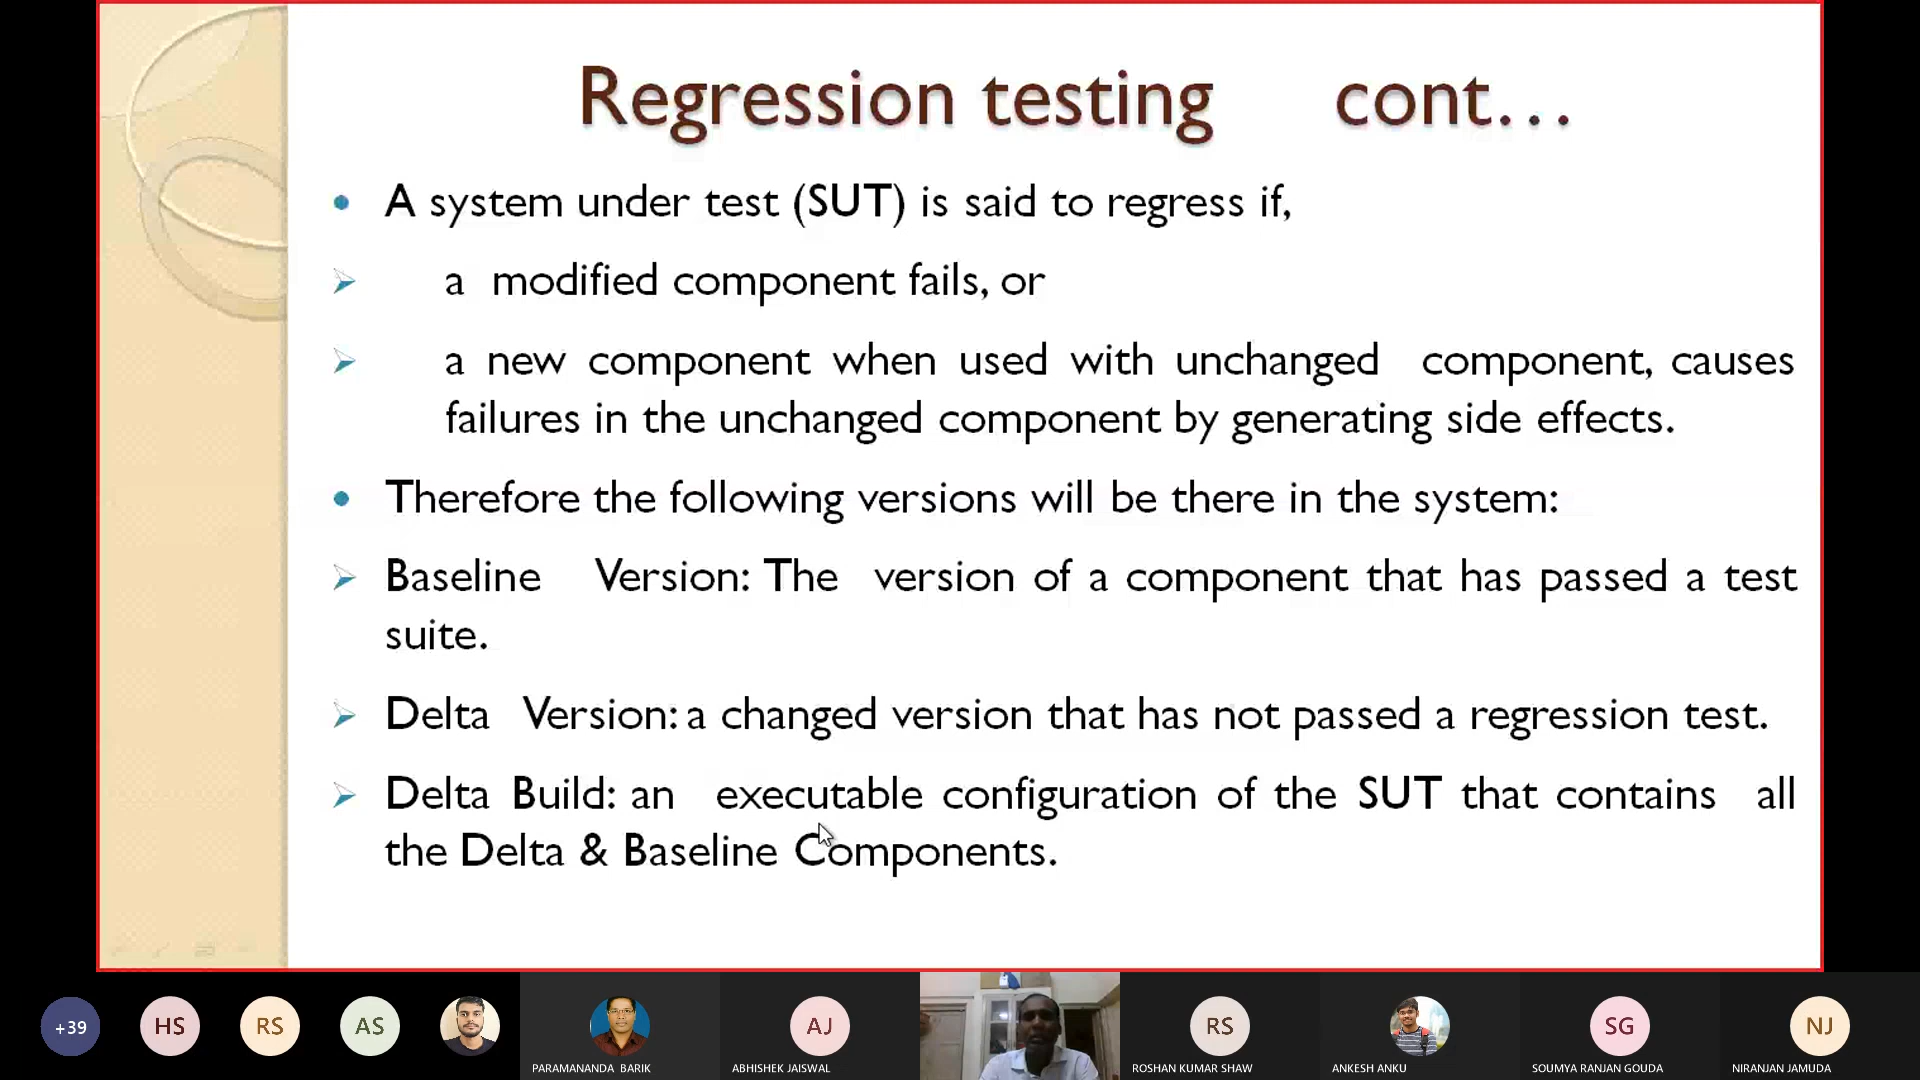 Regression testing cont...
A system under test (SUT) is said to regress if,
a modified component fails, or
a new component when used with unchanged component, causes
failures in the unchanged component by generating side effects.
Therefore the following versions will be there in the system:
Baseline Version: The version of a component that has passed a test
suite.
Delta Version: a changed version that has not passed a regression test.
Delta Build: an executable configuration of the SUT that contains all
the Delta & Baseline Components.
+39
HS
RS
AS
AJ
RS
SG
NJ
PARAMANANDA BARIK
ABHISHEK JAISWAL
ROSHAN KUMAR SHAW
ANKESH ANKU
SOUMYA RANJAN GOUDA
NIRANJAN JAMUDA